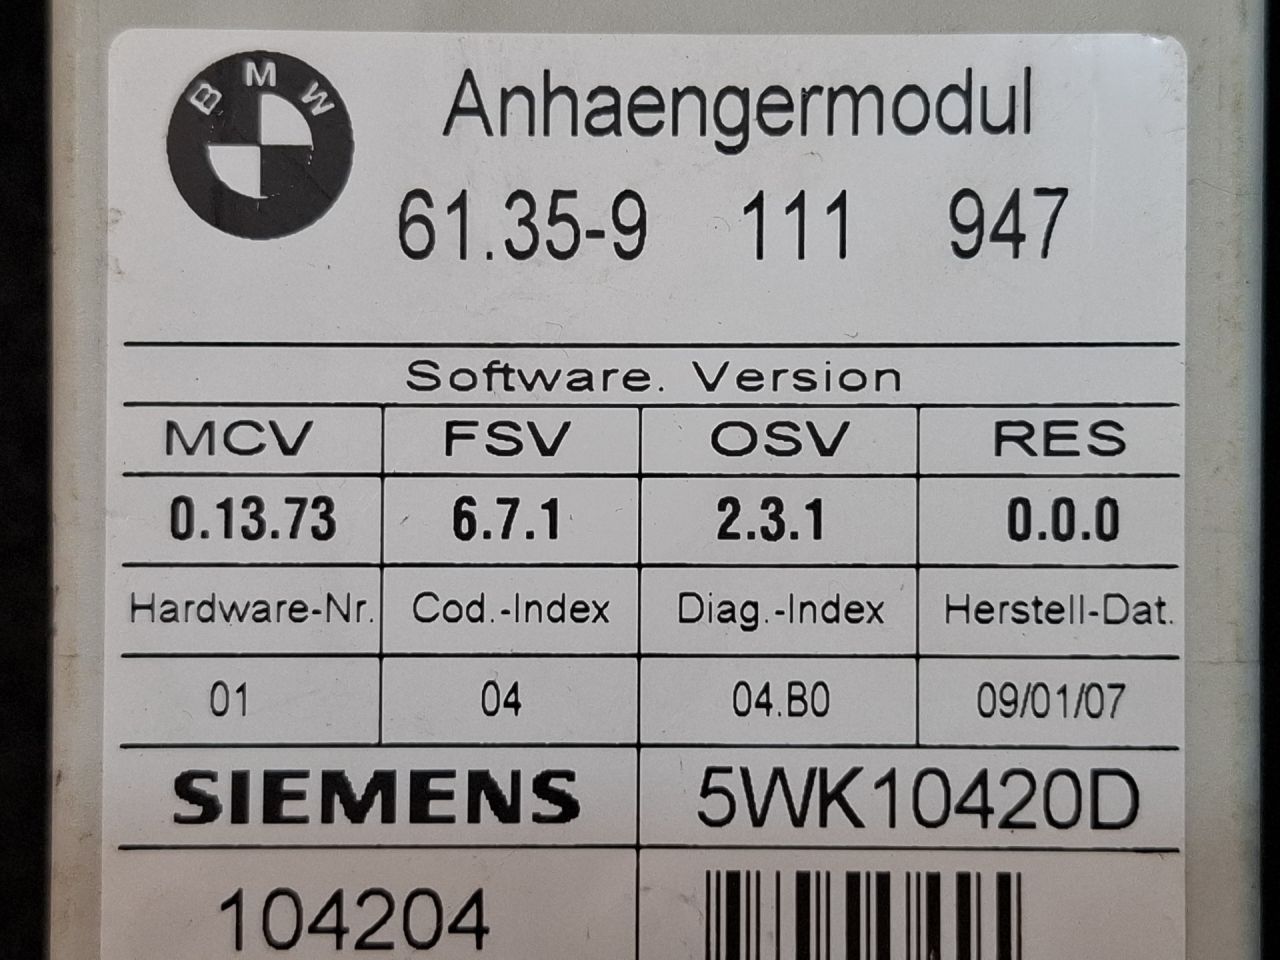 BMW
Anhaengermodul
61.35-9 111 947
Software. Version
MCV FSV OSV RES
0.13.73 6.7.1 2.3.1 0.0.0
Hardware-Nr. Cod.-Index Diag.-Index Herstell-Dat.
01 04 04.B0 09/01/07
SIEMENS 5WK10420D
104204